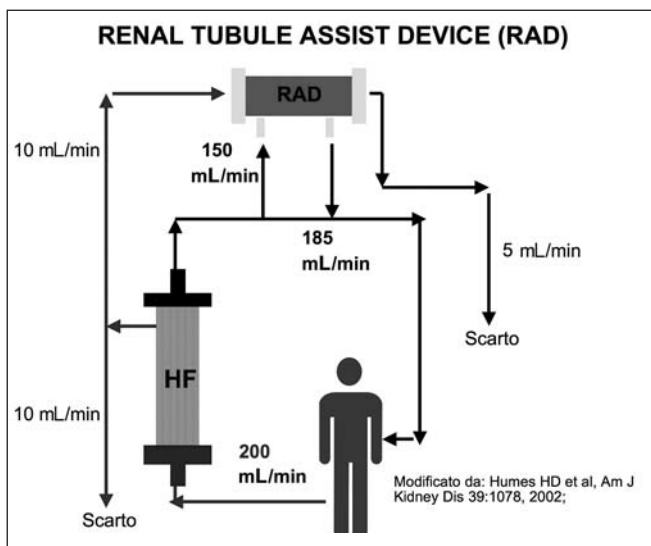 RENAL TUBULE ASSIST DEVICE (RAD)
RAD
10 mL/min
150
mL/min
185
mL/min
5 mL/min
Scarto
HF
10 mL/min
200
mL/min
Scarto
Modificato da: Humes HD et al, Am J
Kidney Dis 39:1078, 2002;